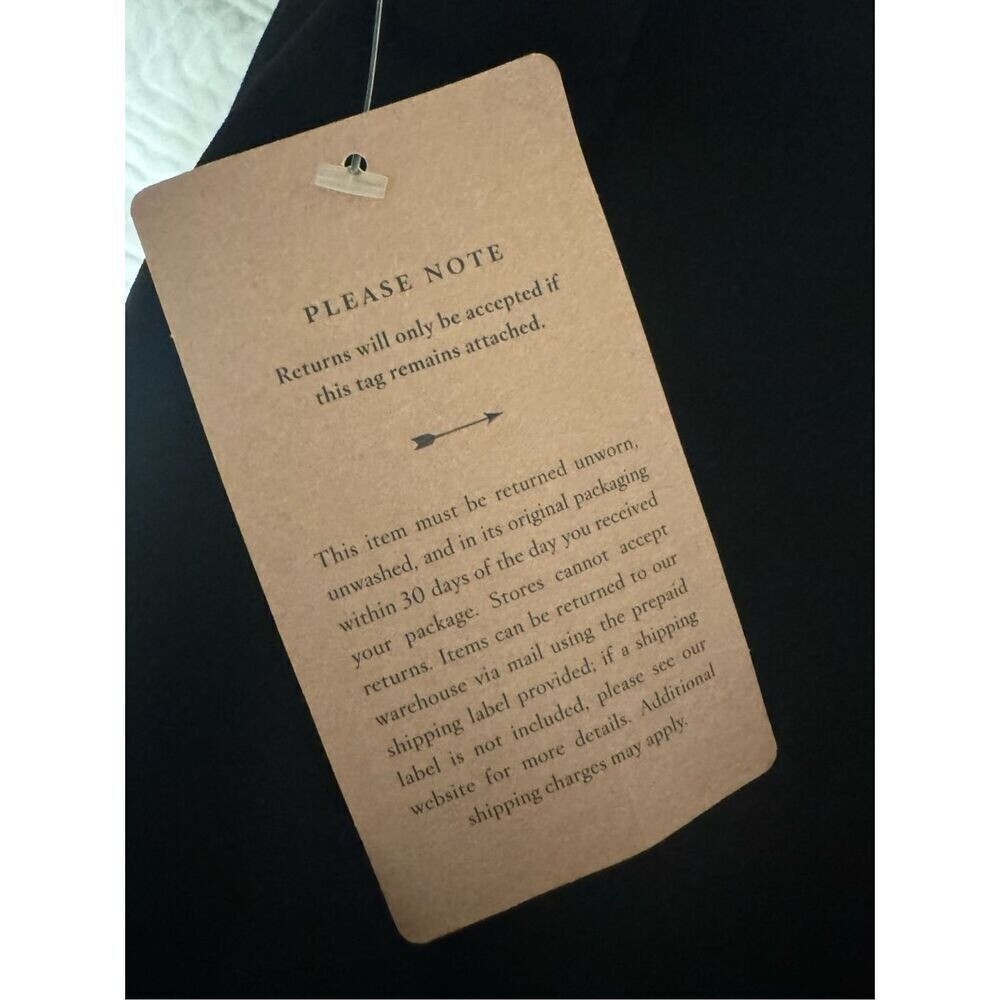 PLEASE NOTE
Returns will only be accepted if
this tag remains attached.
This item must be returned unworn,
unwashed, and in its original packaging
within 30 days of the day you received
your package. Stores cannot accept
returns. Items can be returned to our
warehouse via mail using the prepaid
shipping label provided; if a shipping
label is not included, please see our
website for more details. Additional
shipping charges may apply.